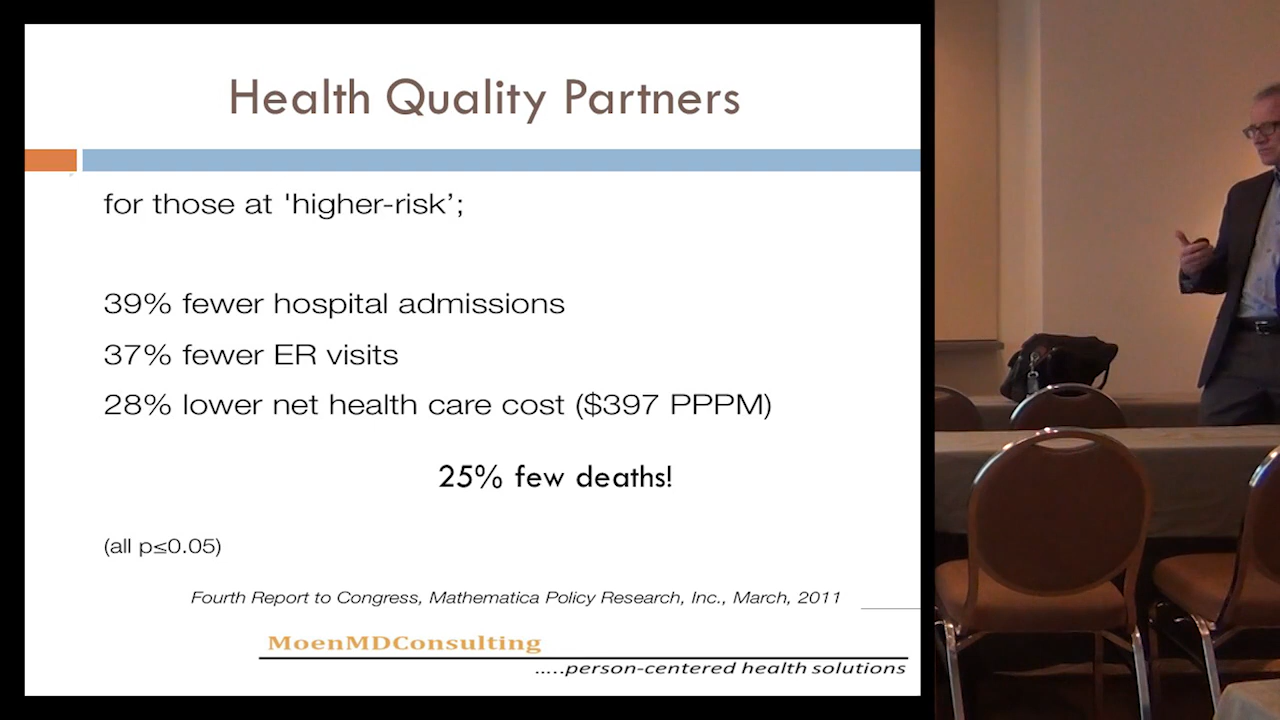 Health Quality Partners
for those at 'higher-risk’;
39% fewer hospital admissions
37% fewer ER visits
28% lower net health care cost ($397 PPPM)
25% few deaths!
(all p≤0.05)
Fourth Report to Congress, Mathematica Policy Research, Inc., March, 2011
MoenMDConsulting
.....person-centered health solutions